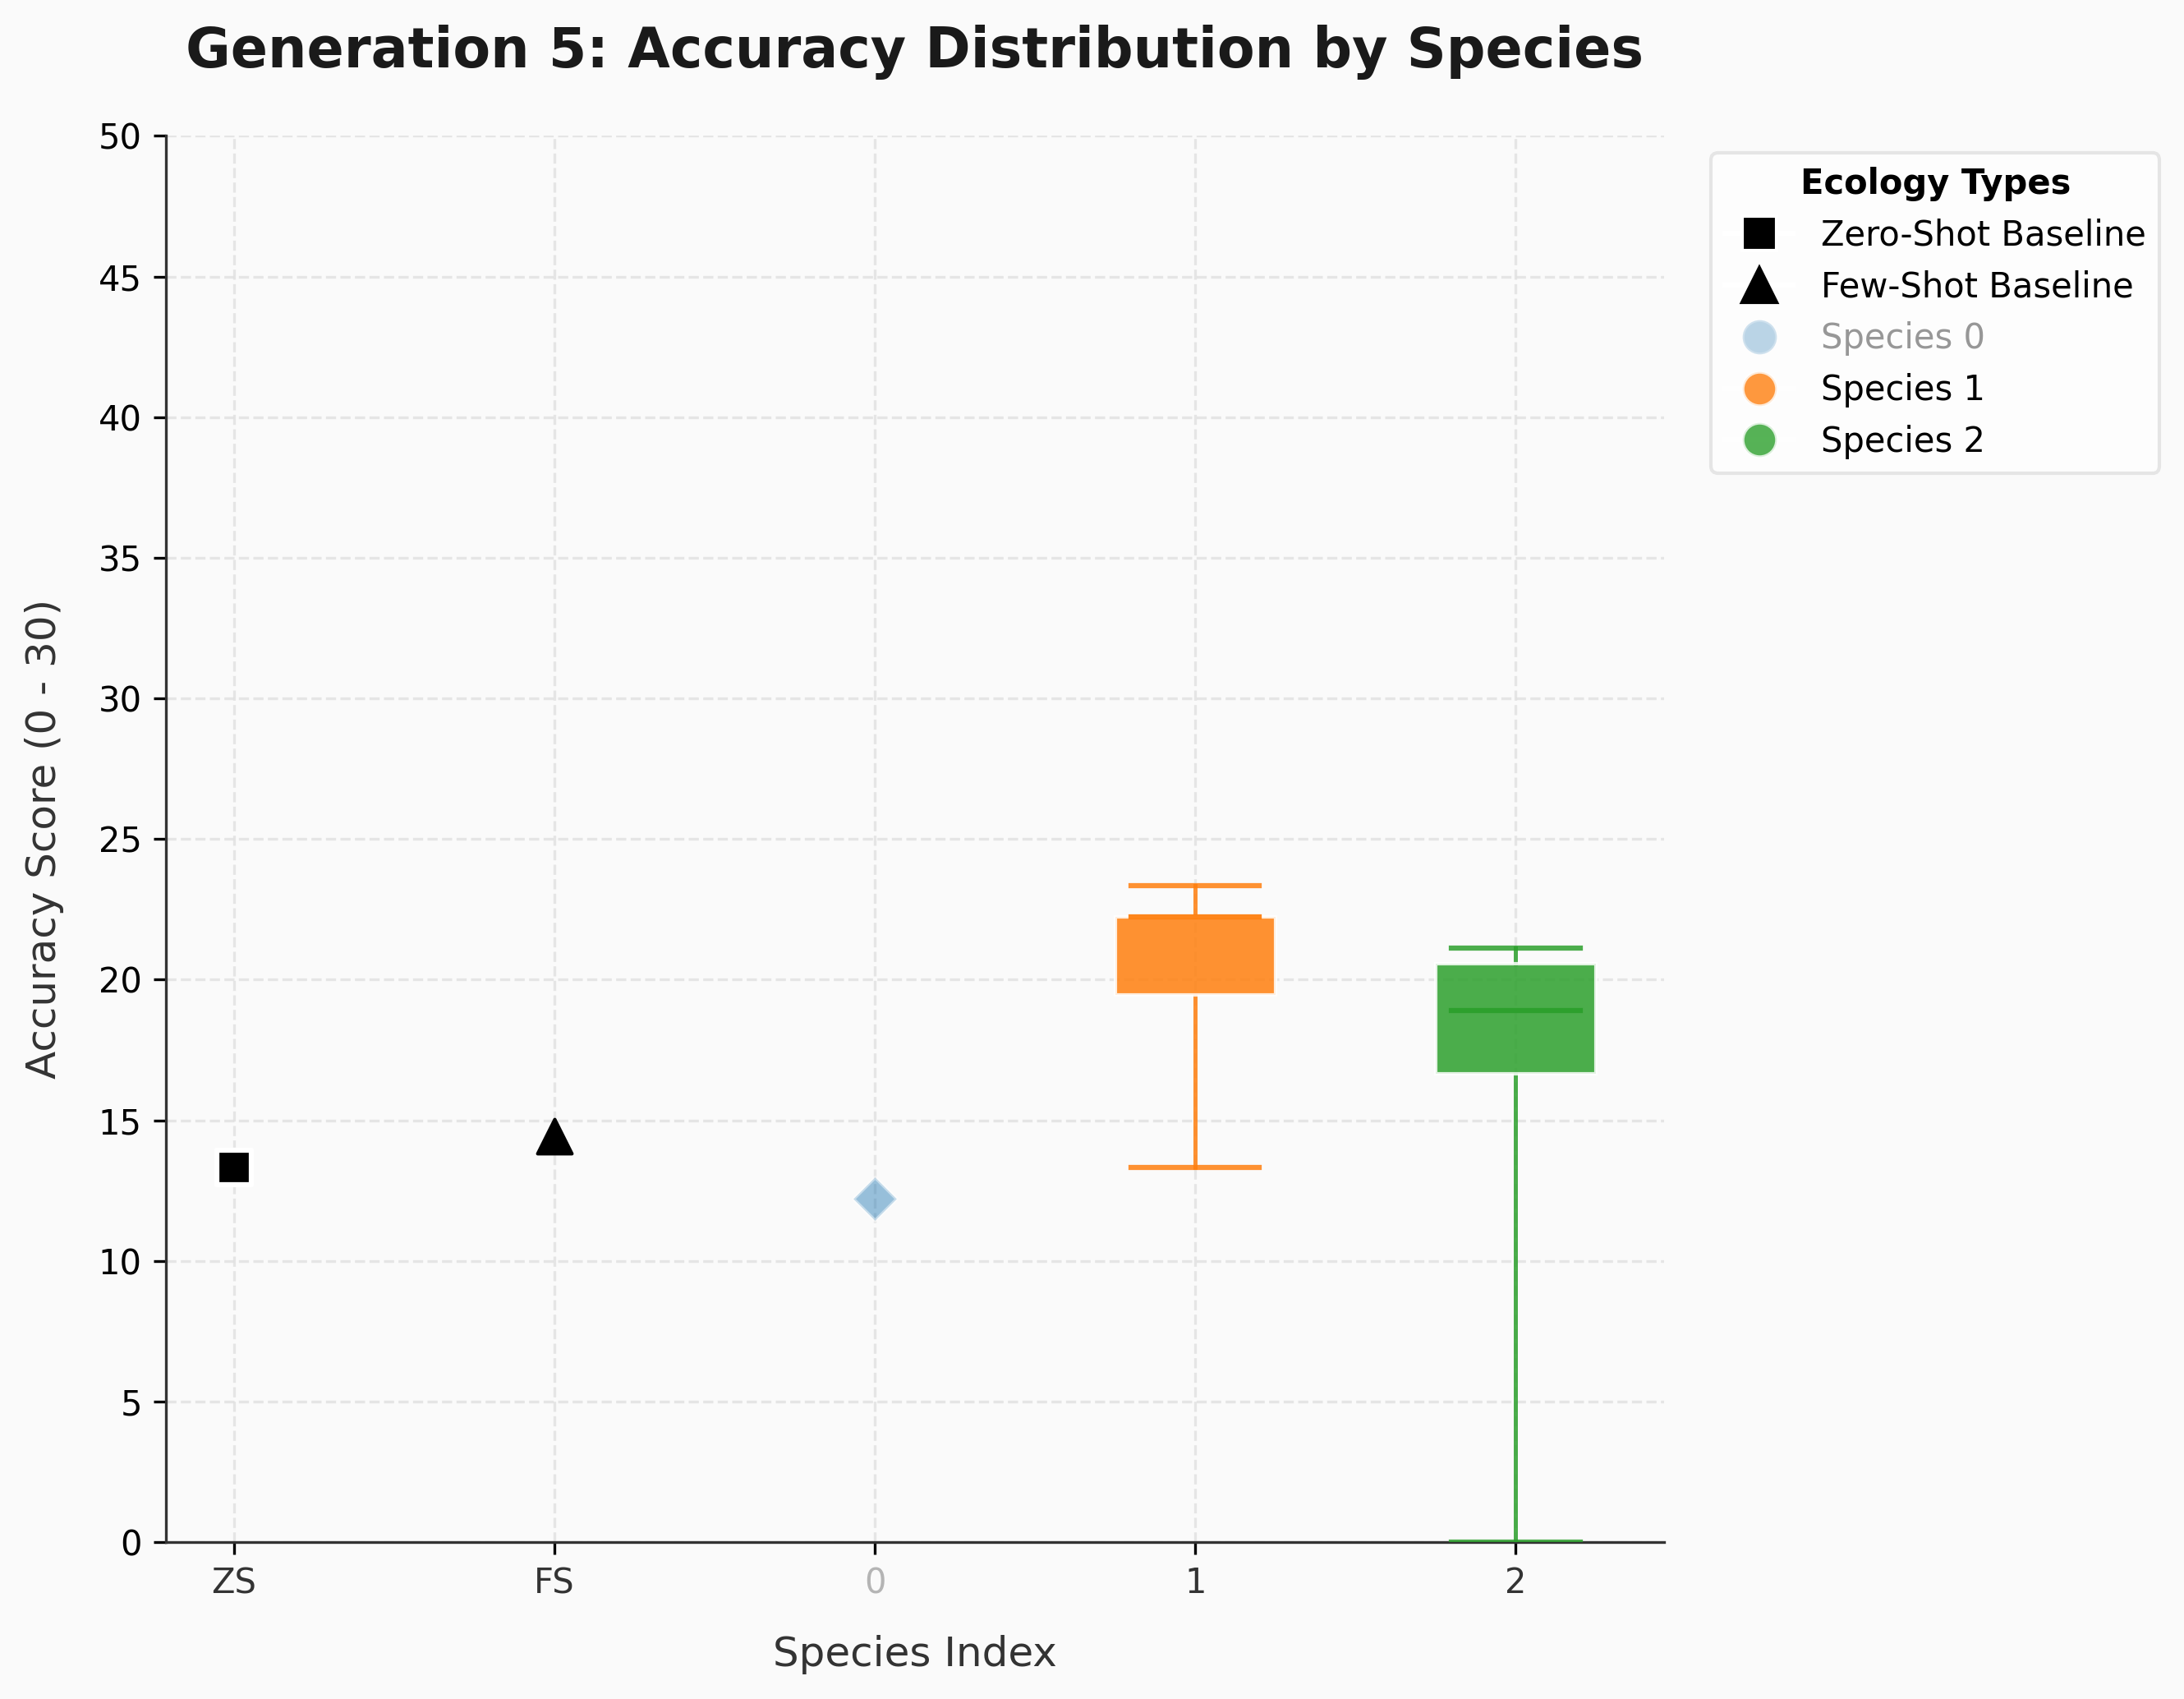 Generation 5: Accuracy Distribution by Species
50
45
40
35
30
25
20
15
10
5
0
Accuracy Score (0 - 30)
ZS
FS
0
1
2
Species Index
Ecology Types
Zero-Shot Baseline
Few-Shot Baseline
Species 0
Species 1
Species 2